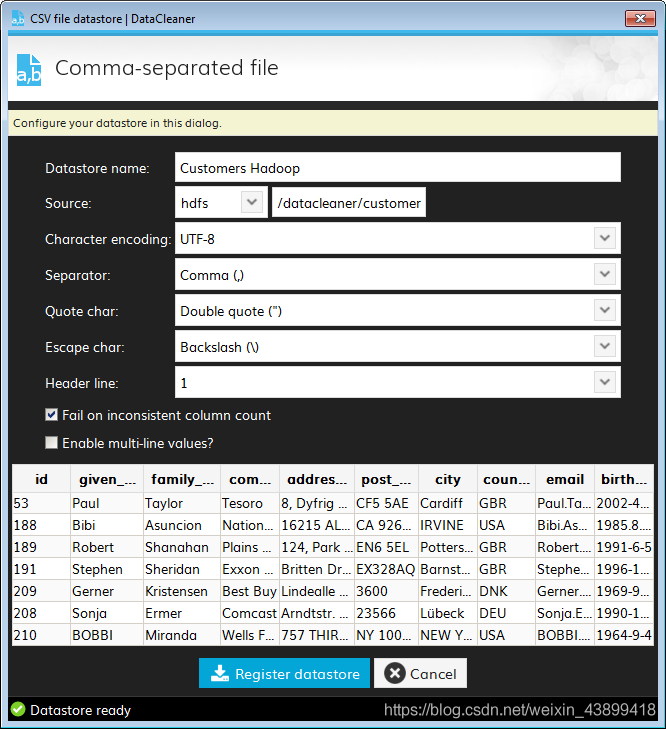 CSV file datastore | DataCleaner
a,b Comma-separated file
Configure your datastore in this dialog.
Datastore name: Customers Hadoop
Source: hdfs /datacleaner/customer
Character encoding: UTF-8
Separator: Comma (,)
Quote char: Double quote (")
Escape char: Backslash (\)
Header line: 1
Fail on inconsistent column count
Enable multi-line values?
id given_... family_... com... addres... post_... city coun... email birth...
53 Paul Taylor Tesoro 8, Dyfrig ... CF5 5AE Cardiff GBR Paul.Ta... 2002-4...
188 Bibi Asuncion Nation... 16215 AL... CA 926... IRVINE USA Bibi.As... 1985.8....
189 Robert Shanahan Plains ... 124, Park ... EN6 5EL Potters... GBR Robert.... 1991-6-5
191 Stephen Sheridan Exxon ... Britten Dr... EX328AQ Barnst... GBR Stephe... 1996-1...
209 Gerner Kristensen Best Buy Lindealle ... 3600 Frederi... DNK Gerner.... 1969-9...
208 Sonja Ermer Comcast Arndtstr. ... 23566 Lübeck DEU Sonja.E... 1990-1...
210 BOBBI Miranda Wells F... 757 THIR... NY 100... NEW Y... USA BOBBI.... 1964-9-4
Register datastore Cancel
Datastore ready https://blog.csdn.net/weixin_43899418